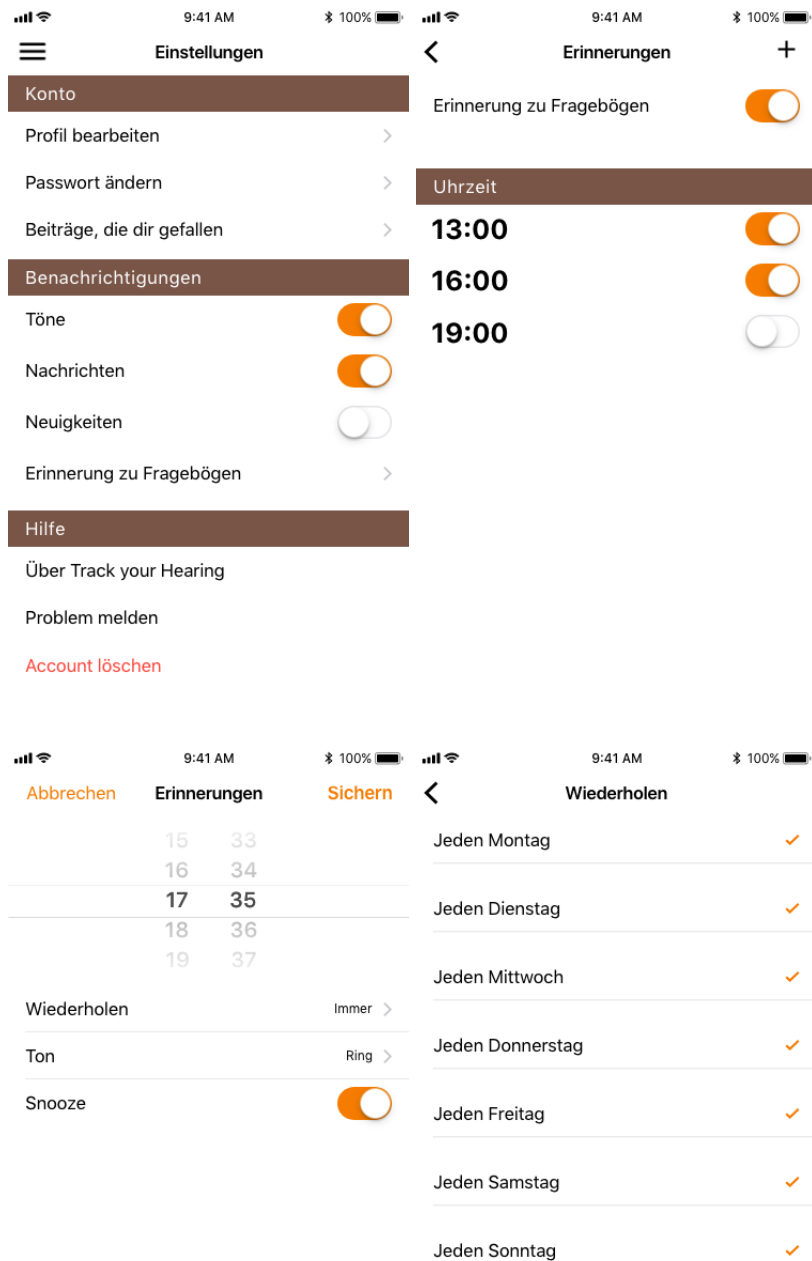 9:41 AM
100%
Einstellungen
Konto
Profil bearbeiten
Passwort ändern
Beiträge, die dir gefallen
Benachrichtigungen
Töne
Nachrichten
Neuigkeiten
Erinnerung zu Fragebögen
Hilfe
Über Track your Hearing
Problem melden
Account löschen
9:41 AM
100%
Erinnerungen
+
Erinnerung zu Fragebögen
Uhrzeit
13:00
16:00
19:00
9:41 AM
100%
Abbrechen Erinnerungen Sichern
15 33
16 34
17 35
18 36
19 37
Wiederholen Immer
Ton Ring
Snooze
9:41 AM
100%
Wiederholen
Jeden Montag
Jeden Dienstag
Jeden Mittwoch
Jeden Donnerstag
Jeden Freitag
Jeden Samstag
Jeden Sonntag